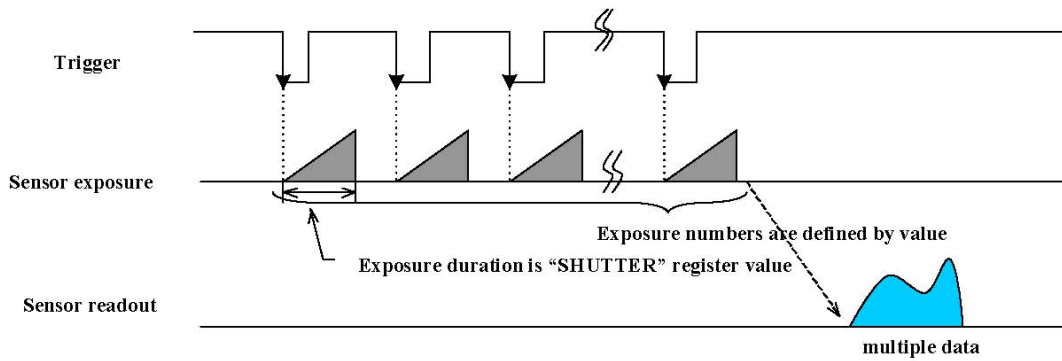 Trigger
Sensor exposure
Exposure numbers are defined by value
Exposure duration is “SHUTTER” register value
Sensor readout
multiple data